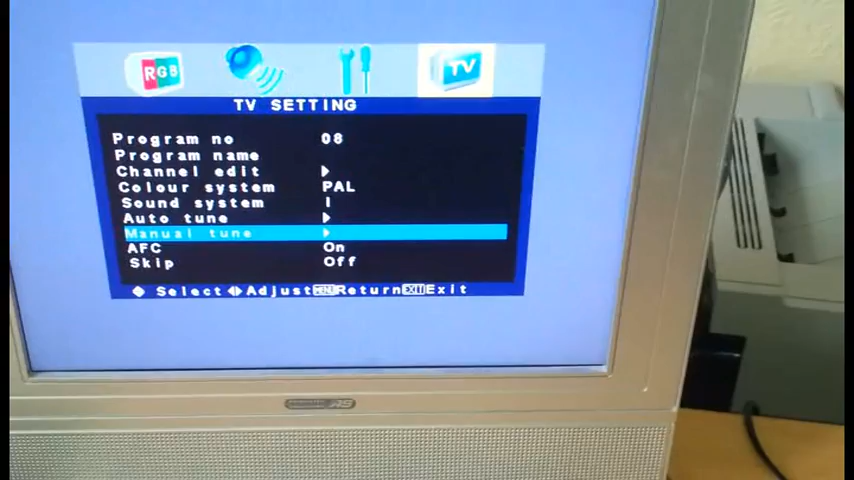 RGB
TV
TV SETTING
Program no 08
Program name
Channel edit
Colour system PAL
Sound system I
Auto tune
Manual tune
AFC On
Skip Off
Select Adjust MENU Return EXIT Exit